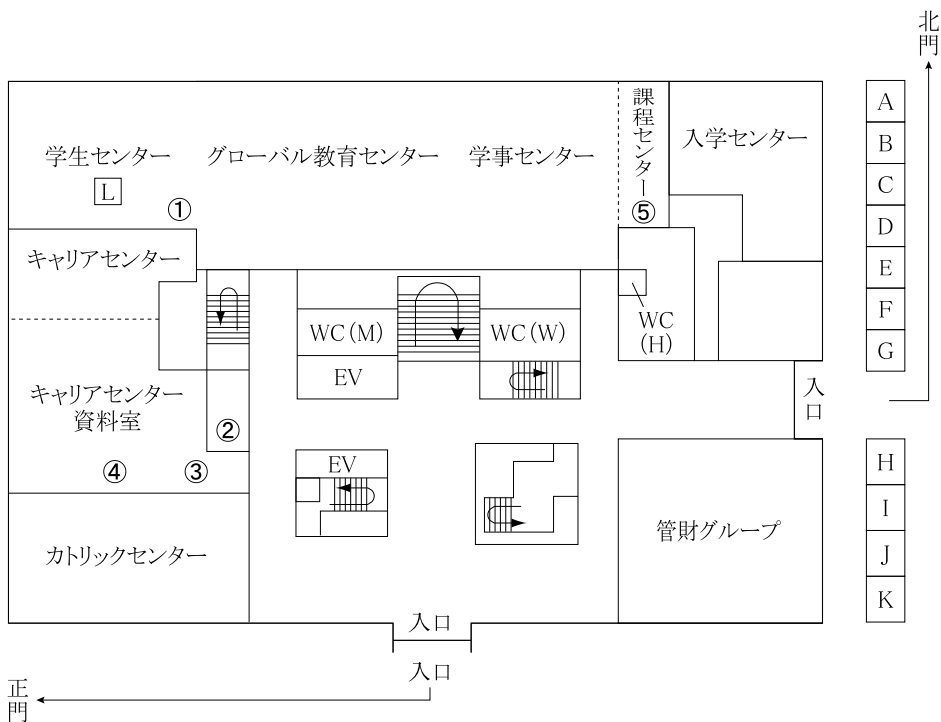 北門
学生センター
グローバル教育センター
学事センター
課程センター
入学センター
A
B
C
D
E
F
G
L
①
⑤
キャリアセンター
WC(M)
WC(W)
WC
(H)
EV
キャリアセンター
資料室
②
④
③
入口
EV
H
I
J
K
カトリックセンター
管財グループ
入口
入口
正門